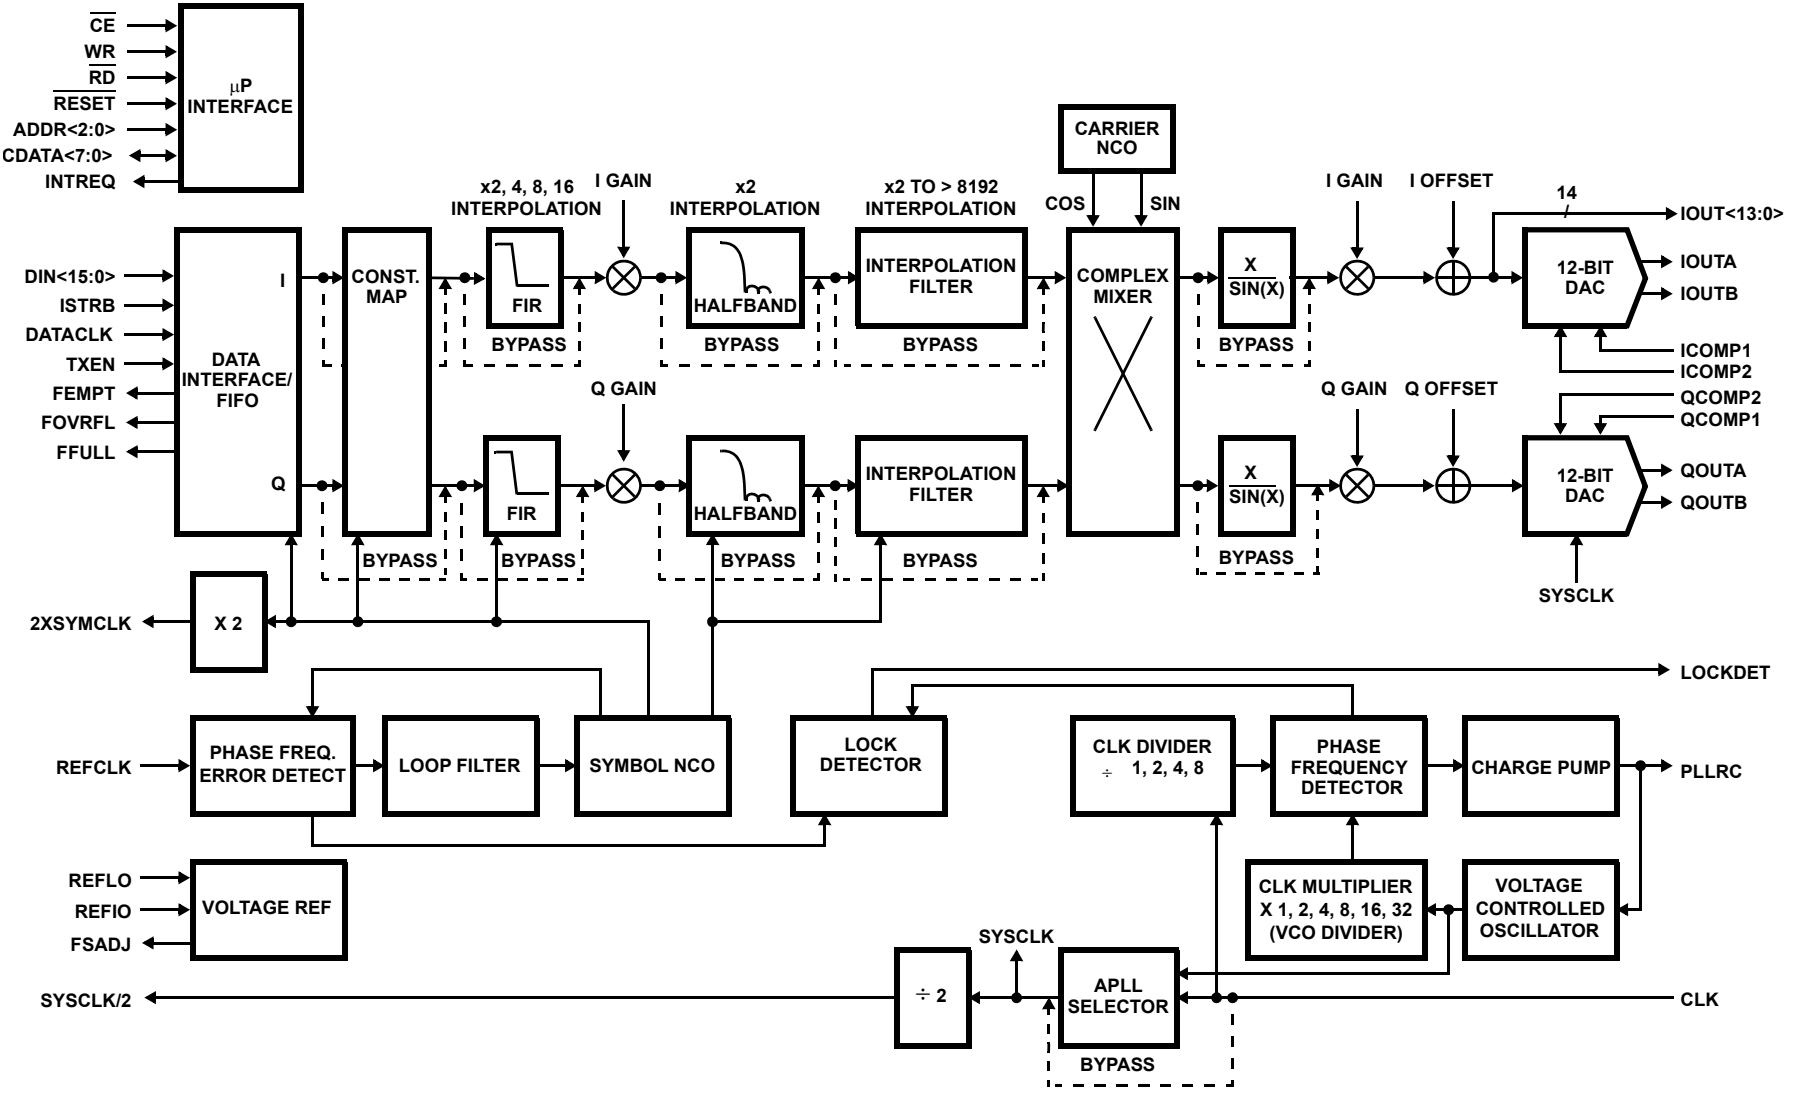 CE
WR
RD
RESET
ADDR<2:0>
CDATA<7:0>
INTREQ
µP
INTERFACE
CARRIER
NCO
COS
SIN
x2, 4, 8, 16
INTERPOLATION
I GAIN
x2
INTERPOLATION
x2 TO > 8192
INTERPOLATION
I GAIN
I OFFSET
14
IOUT<13:0>
DIN<15:0>
ISTRB
DATACLK
TXEN
FEMPT
FOVRFL
FFULL
I
DATA
INTERFACE/
FIFO
Q
CONST.
MAP
FIR
BYPASS
HALFBAND
BYPASS
INTERPOLATION
FILTER
BYPASS
COMPLEX
MIXER
X
SIN(X)
BYPASS
12-BIT
DAC
IOUTA
IOUTB
ICOMP1
ICOMP2
QCOMP2
QCOMP1
Q GAIN
Q GAIN
Q OFFSET
BYPASS
FIR
BYPASS
HALFBAND
BYPASS
INTERPOLATION
FILTER
BYPASS
X
SIN(X)
BYPASS
12-BIT
DAC
QOUTA
QOUTB
SYSCLK
2XSYMCLK
X 2
LOCKDET
REFCLK
PHASE FREQ.
ERROR DETECT
LOOP FILTER
SYMBOL NCO
LOCK
DETECTOR
CLK DIVIDER
÷ 1, 2, 4, 8
PHASE
FREQUENCY
DETECTOR
CHARGE PUMP
PLLRC
REFLO
REFIO
FSADJ
VOLTAGE REF
CLK MULTIPLIER
X 1, 2, 4, 8, 16, 32
(VCO DIVIDER)
VOLTAGE
CONTROLLED
OSCILLATOR
SYSCLK
SYSCLK/2
÷ 2
APLL
SELECTOR
BYPASS
CLK